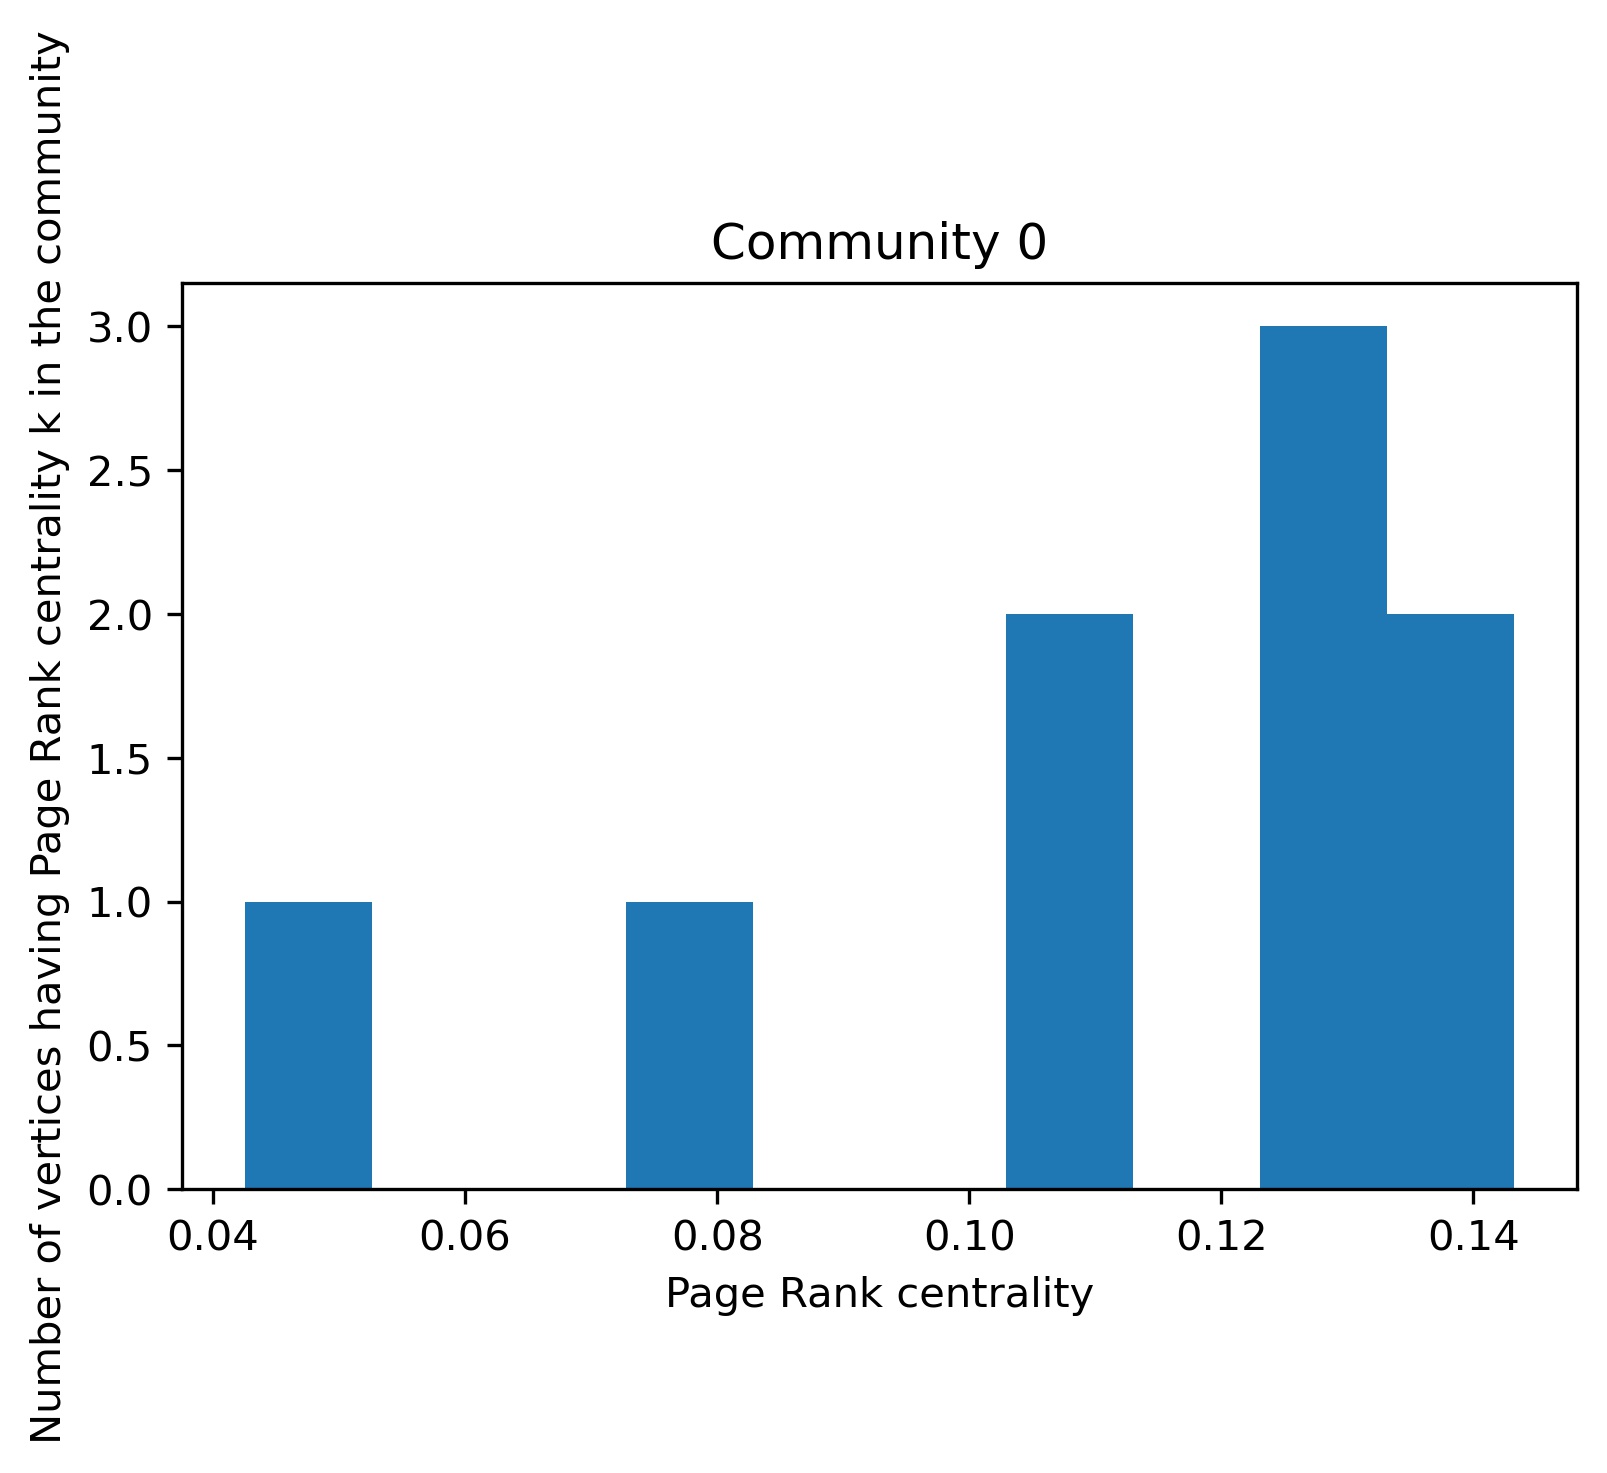 Community 0
Number of vertices having Page Rank centrality k in the community
3.0
2.5
2.0
1.5
1.0
0.5
0.0
0.04 0.06 0.08 0.10 0.12 0.14
Page Rank centrality